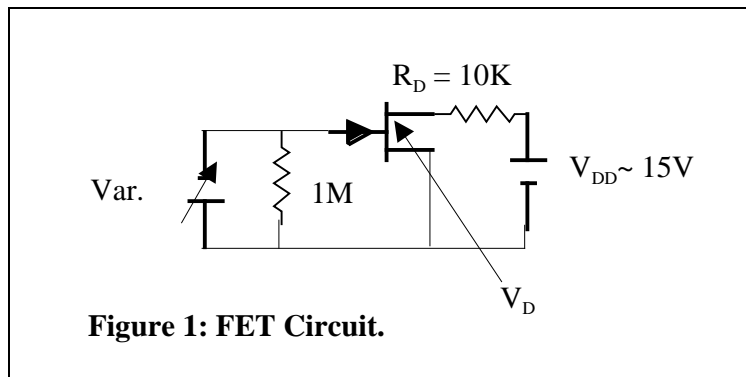 R_D = 10K
V_DD~ 15V
Var.
1M
V_D
Figure 1: FET Circuit.